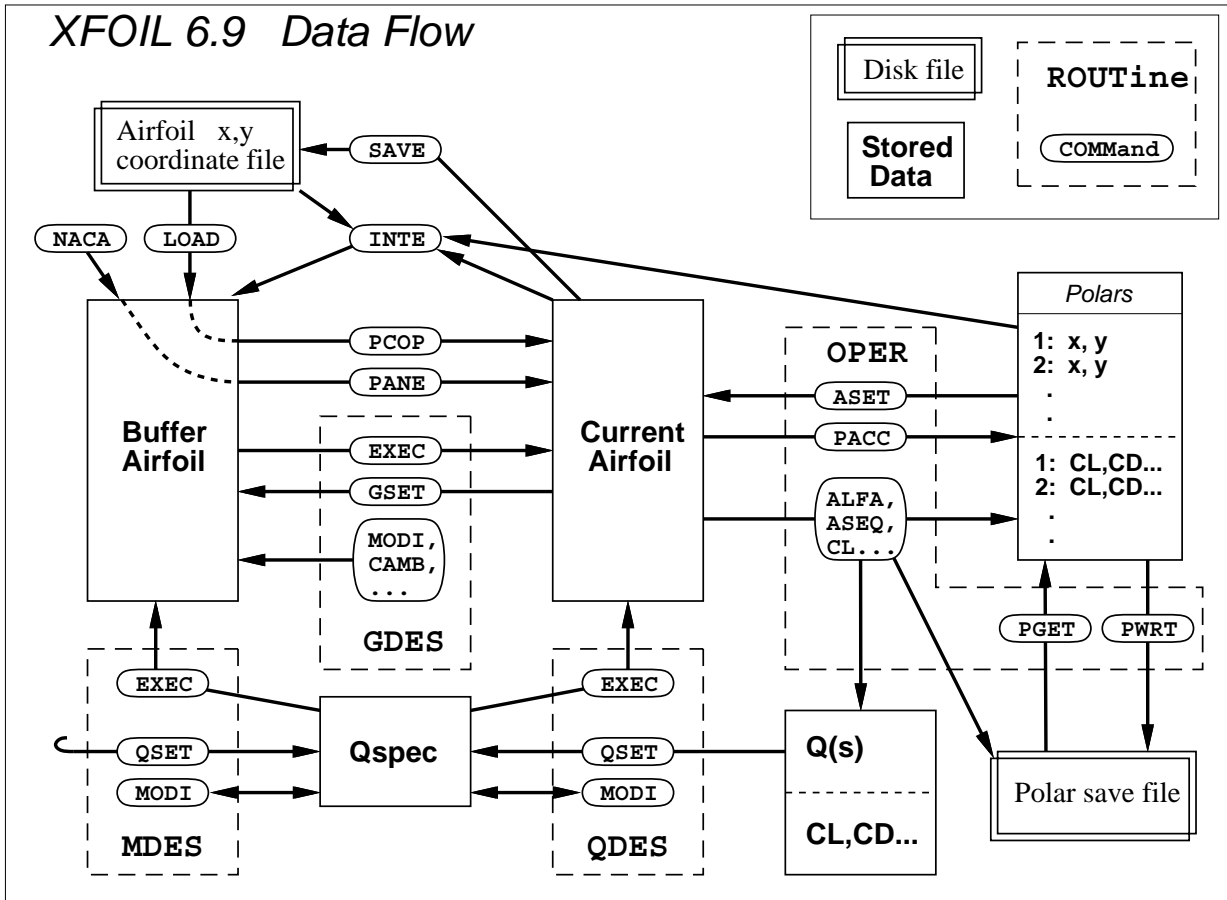 XFOIL 6.9 Data Flow
Disk file
ROUTine
Stored
Data
COMMand
Airfoil x,y
coordinate file
SAVE
NACA
LOAD
INTE
Polars
1: x, y
2: x, y
.
.
1: CL,CD...
2: CL,CD...
.
.
PCOP
PANE
OPER
ASET
PACC
ALFA,
ASEQ,
CL...
Buffer
Airfoil
EXEC
GSET
MODI,
CAMB,
...
GDES
Current
Airfoil
PGET
PWRT
EXEC
QSET
MODI
MDES
Qspec
EXEC
QSET
MODI
QDES
Q(s)
CL,CD...
Polar save file